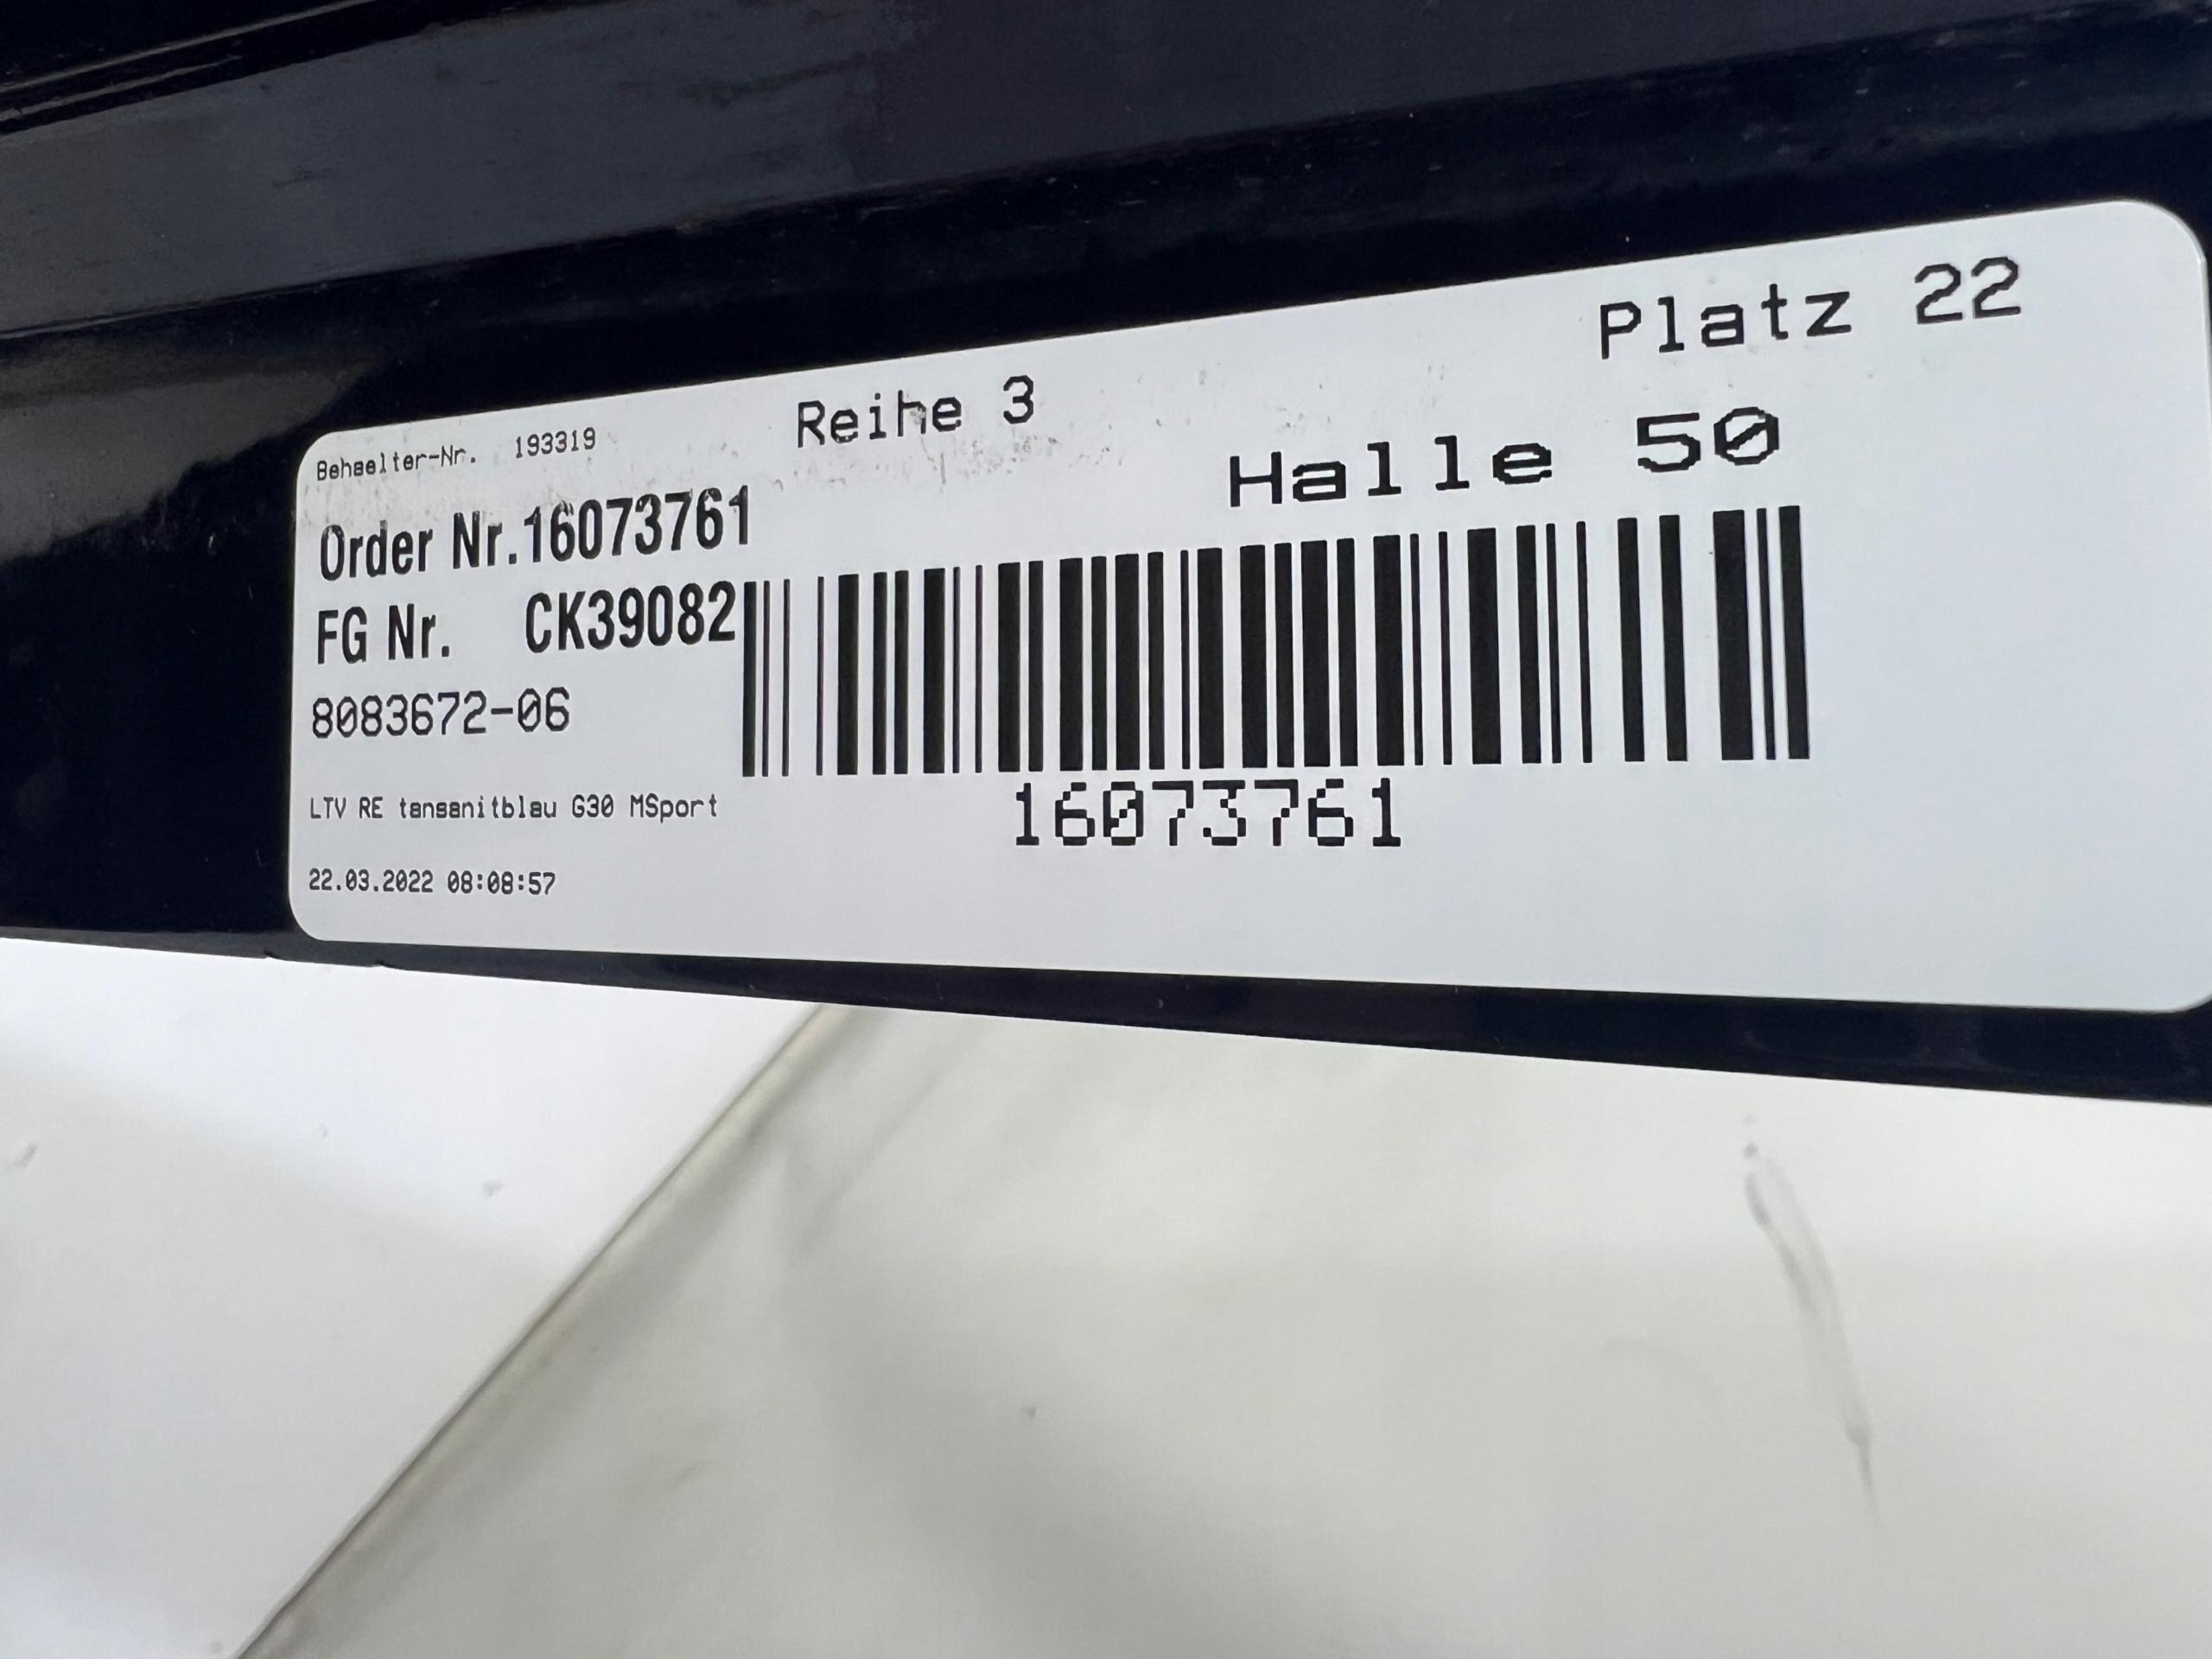 Platz 22
Reihe 3
Behaelter-Nr. 193319
Halle 50
Order Nr.16073761
FG Nr. CK39082
8083672-06
16073761
LTV RE tansanitblau G30 MSport
22.03.2022 08:08:57